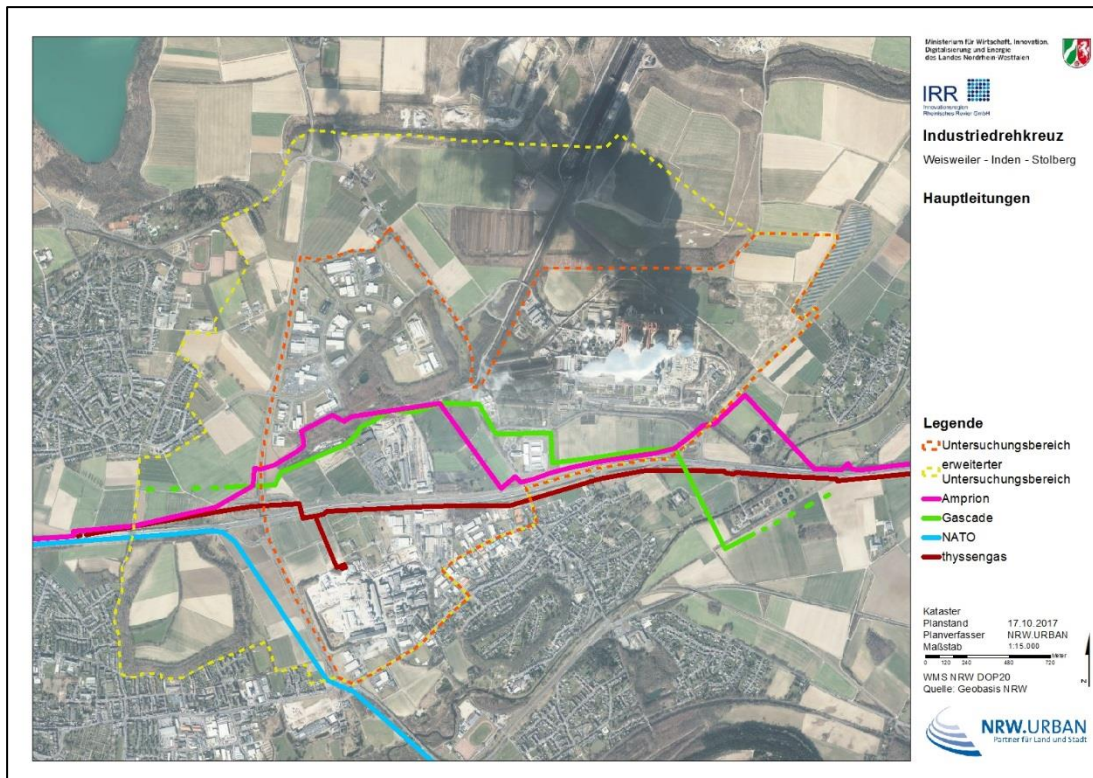 Ministerium für Wirtschaft, Innovation,
Digitalisierung und Energie
des Landes Nordrhein-Westfalen
IRR
Innovationsregion
Rheinisches Revier GmbH
Industriedrehkreuz
Weisweiler - Inden - Stolberg
Hauptleitungen
Legende
Untersuchungsbereich
erweiterter
Untersuchungsbereich
Amprion
Gascade
NATO
thyssengas
Kataster
Planstand 17.10.2017
Planverfasser NRW.URBAN
Maßstab 1:15.000
Meter
0 120 240 480 720
WMS NRW DOP20
Quelle: Geobasis NRW
N
NRW.URBAN
Partner für Land und Stadt